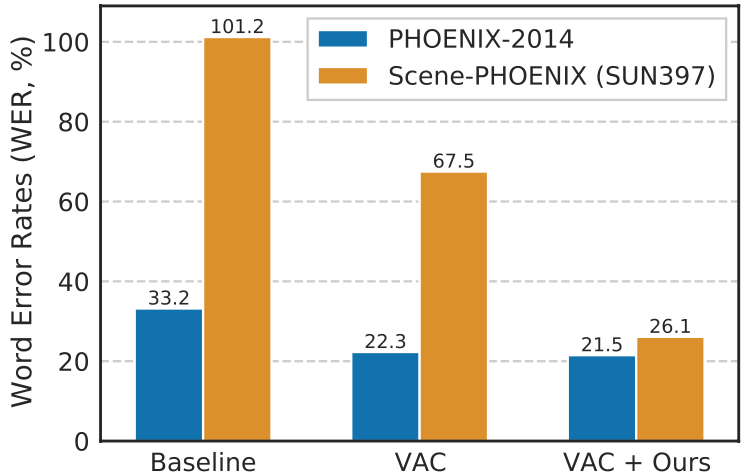 Word Error Rates (WER, %)
100
80
60
40
20
0
PHOENIX-2014
Scene-PHOENIX (SUN397)
33.2
101.2
22.3
67.5
21.5
26.1
Baseline
VAC
VAC + Ours